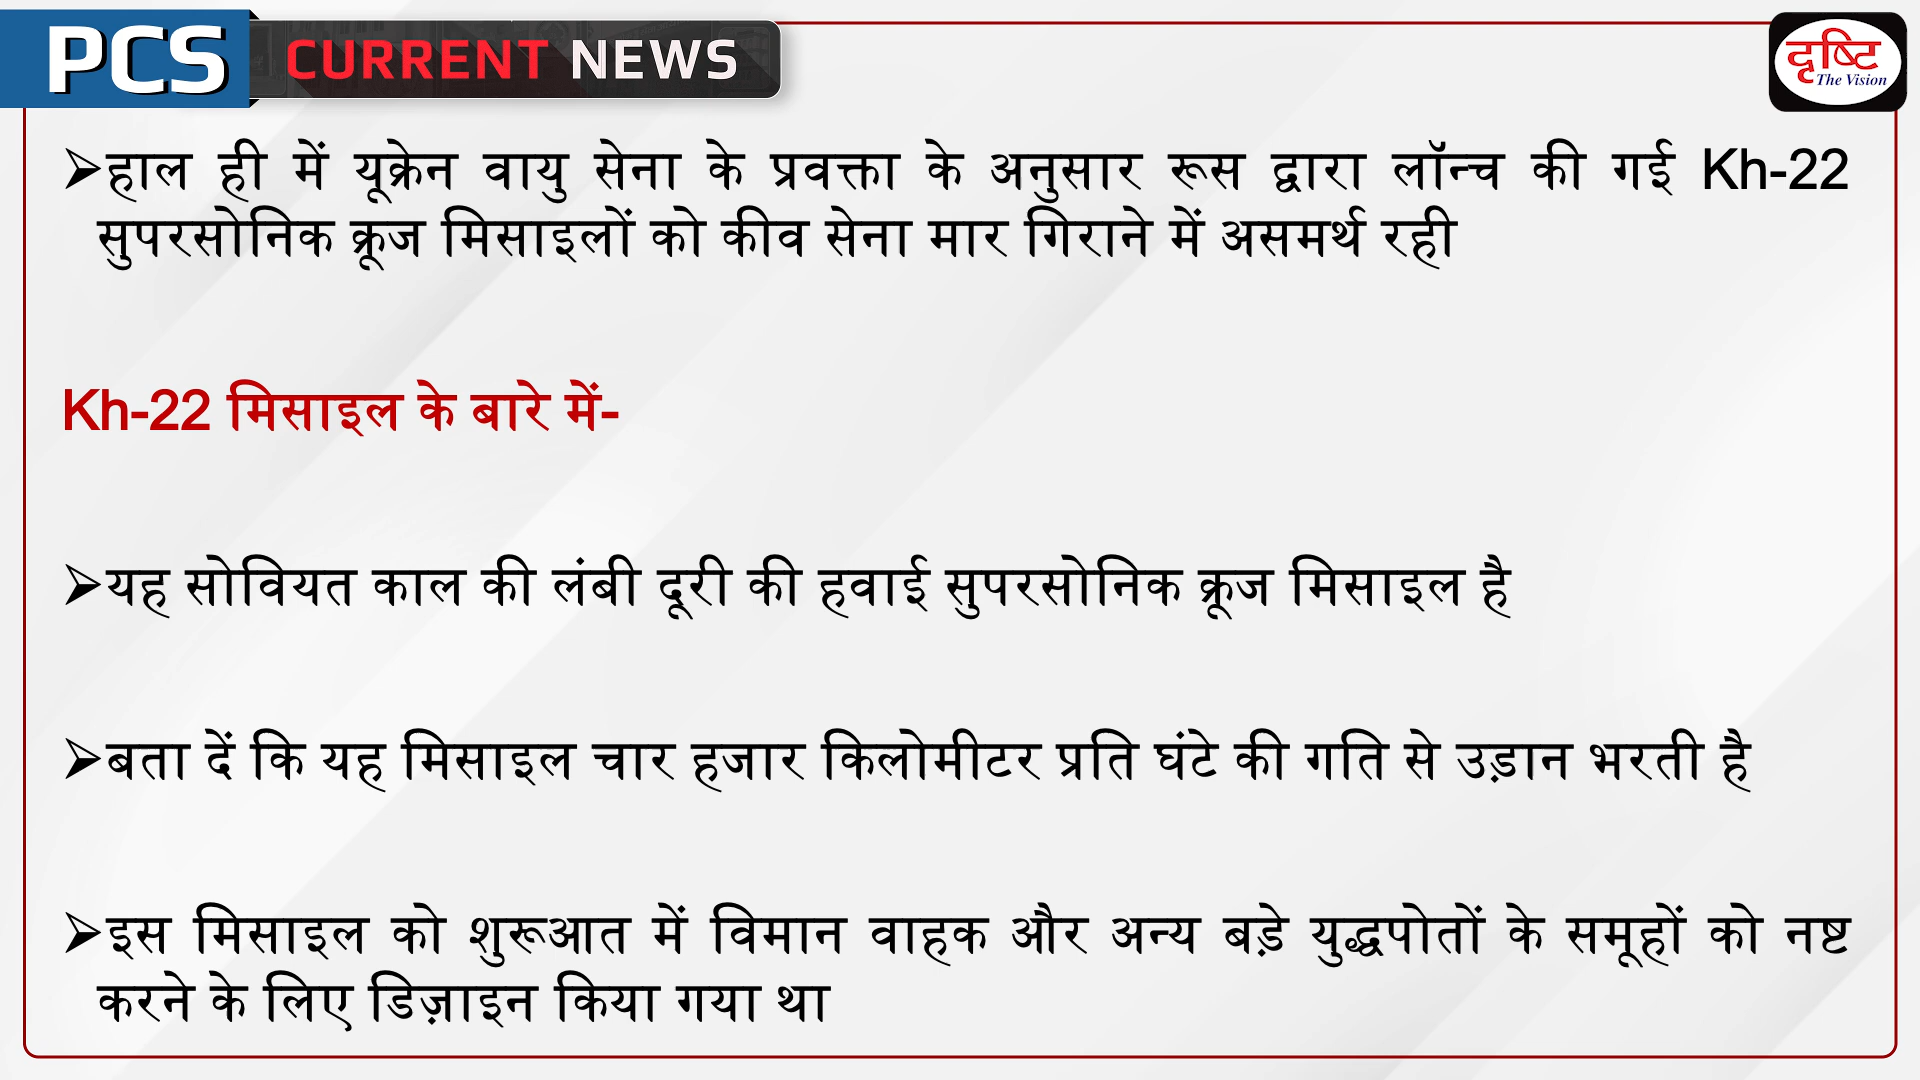 PCS CURRENT NEWS
दृष्टि
The Vision
➢हाल ही में यूक्रेन वायु सेना के प्रवक्ता के अनुसार रूस द्वारा लॉन्च की गई Kh-22
सुपरसोनिक क्रूज मिसाइलों को कीव सेना मार गिराने में असमर्थ रही
Kh-22 मिसाइल के बारे में-
➢यह सोवियत काल की लंबी दूरी की हवाई सुपरसोनिक क्रूज मिसाइल है
➢बता दें कि यह मिसाइल चार हजार किलोमीटर प्रति घंटे की गति से उड़ान भरती है
➢इस मिसाइल को शुरूआत में विमान वाहक और अन्य बड़े युद्धपोतों के समूहों को नष्ट
करने के लिए डिज़ाइन किया गया था